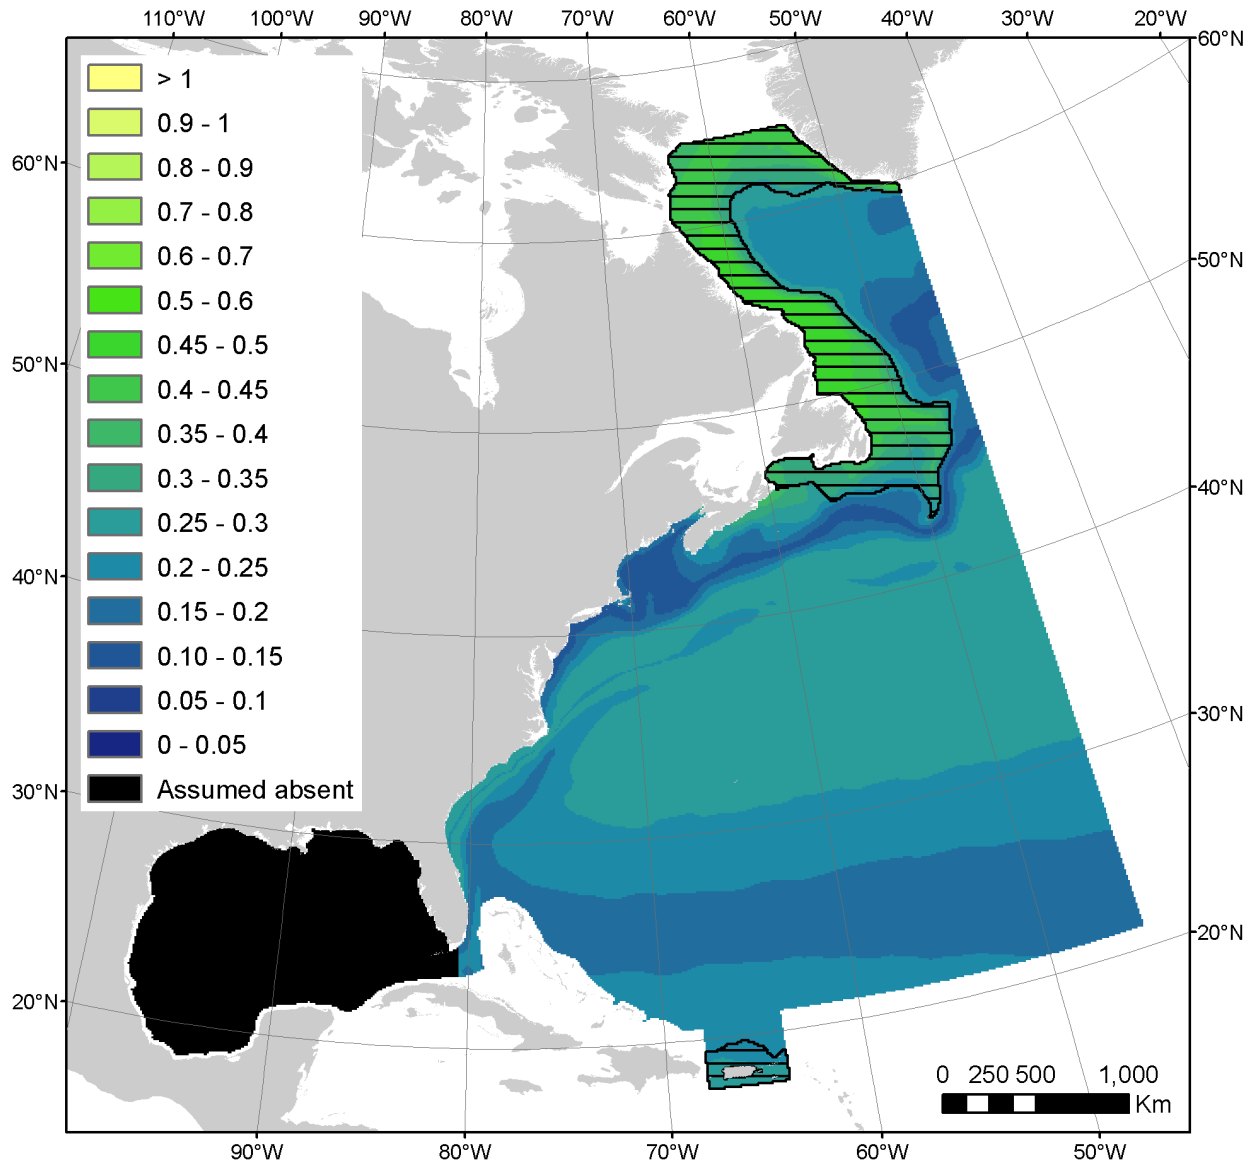 110°W 100°W 90°W 80°W 70°W 60°W 50°W 40°W 30°W 20°W
60°N
> 1
0.9 - 1
60°N
0.8 - 0.9
0.7 - 0.8
0.6 - 0.7
50°N
0.5 - 0.6
0.45 - 0.5
50°N
0.4 - 0.45
0.35 - 0.4
0.3 - 0.35
40°N
0.25 - 0.3
0.2 - 0.25
40°N
0.15 - 0.2
0.10 - 0.15
0.05 - 0.1
30°N
0 - 0.05
Assumed absent
30°N
20°N
20°N
0 250 500 1,000
Km
90°W 80°W 70°W 60°W 50°W